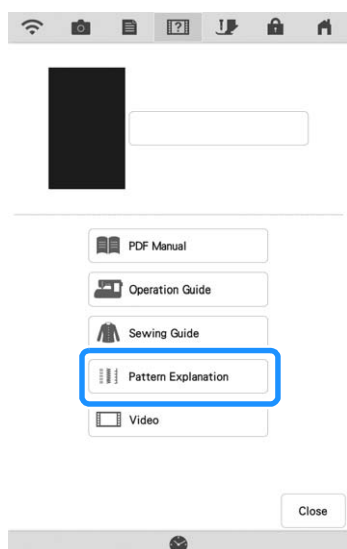 PDF Manual
Operation Guide
Sewing Guide
Pattern Explanation
Video
Close